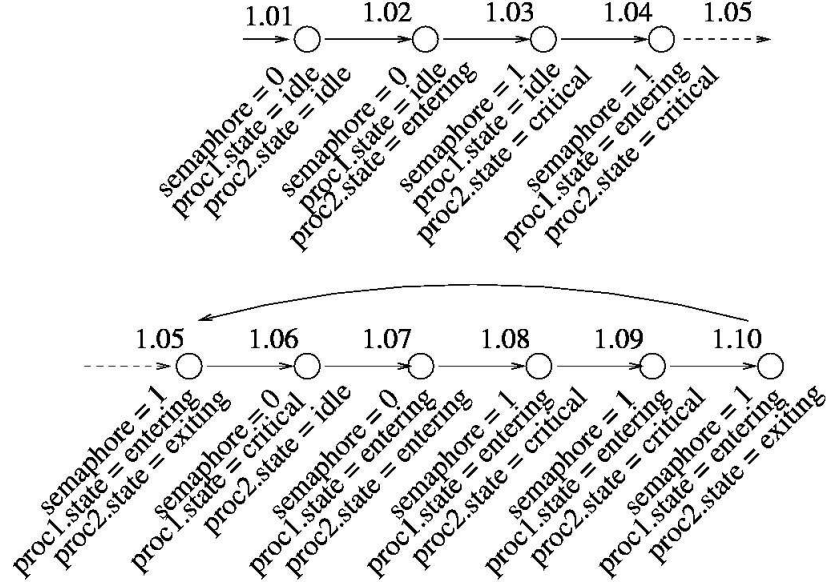 1.01
1.02
1.03
1.04
1.05
semaphore = 0
proc1.state = idle
proc2.state = idle
semaphore = 0
proc1.state = idle
proc2.state = entering
semaphore = 1
proc1.state = idle
proc2.state = critical
semaphore = 1
proc1.state = entering
proc2.state = critical
1.05
1.06
1.07
1.08
1.09
1.10
semaphore = 1
proc1.state = entering
proc2.state = exiting
semaphore = 0
proc1.state = critical
proc2.state = idle
semaphore = 0
proc1.state = entering
proc2.state = entering
semaphore = 1
proc1.state = entering
proc2.state = critical
semaphore = 1
proc1.state = entering
proc2.state = critical
semaphore = 1
proc1.state = entering
proc2.state = exiting